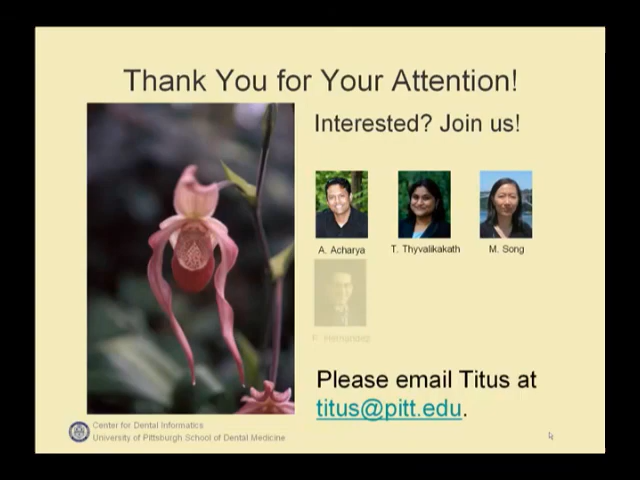 Thank You for Your Attention!
Interested? Join us!
A. Acharya
T. Thyvalikakath
M. Song
F. Hernandez
Please email Titus at
titus@pitt.edu.
Center for Dental Informatics
University of Pittsburgh School of Dental Medicine